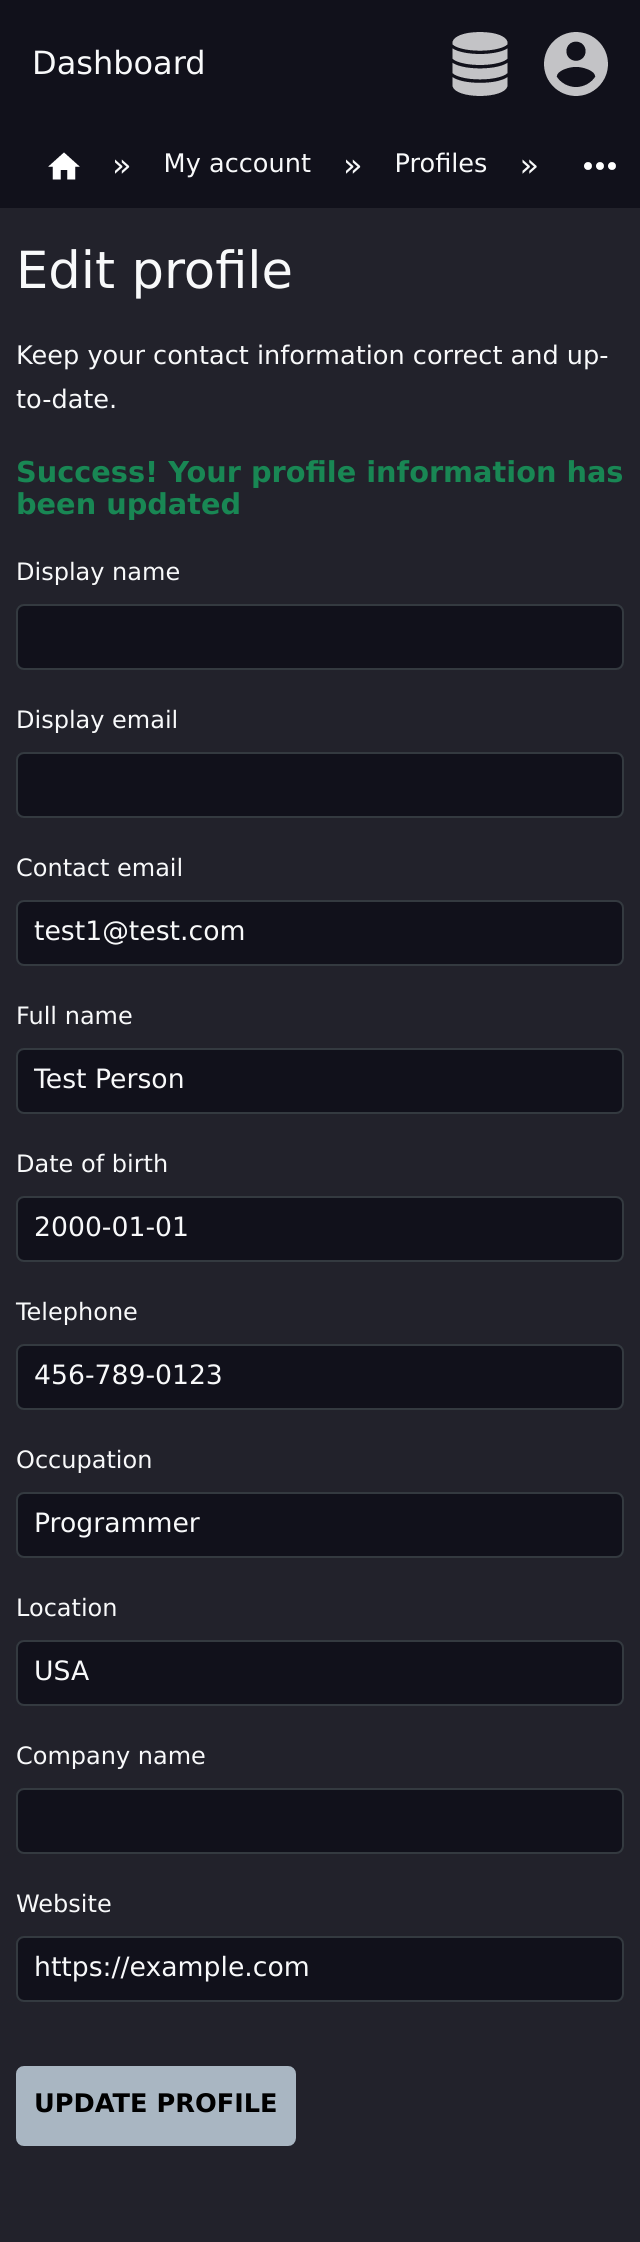 Dashboard
» My account » Profiles » •••
Edit profile
Keep your contact information correct and up-
to-date.
Success! Your profile information has
been updated
Display name
Display email
Contact email
test1@test.com
Full name
Test Person
Date of birth
2000-01-01
Telephone
456-789-0123
Occupation
Programmer
Location
USA
Company name
Website
https://example.com
UPDATE PROFILE